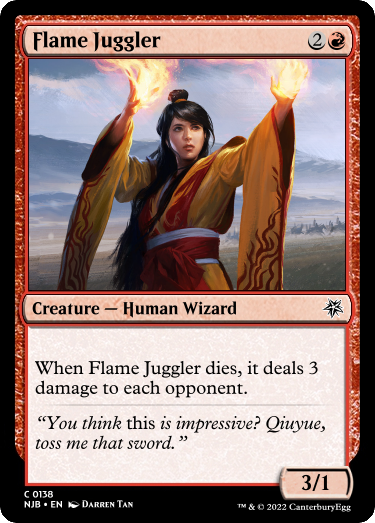 Flame Juggler 2
Creature — Human Wizard
When Flame Juggler dies, it deals 3
damage to each opponent.
“You think this is impressive? Qiuyue,
toss me that sword.”
3/1
C 0138
NJB • EN Darren Tan
™ & © 2022 CanterburyEgg